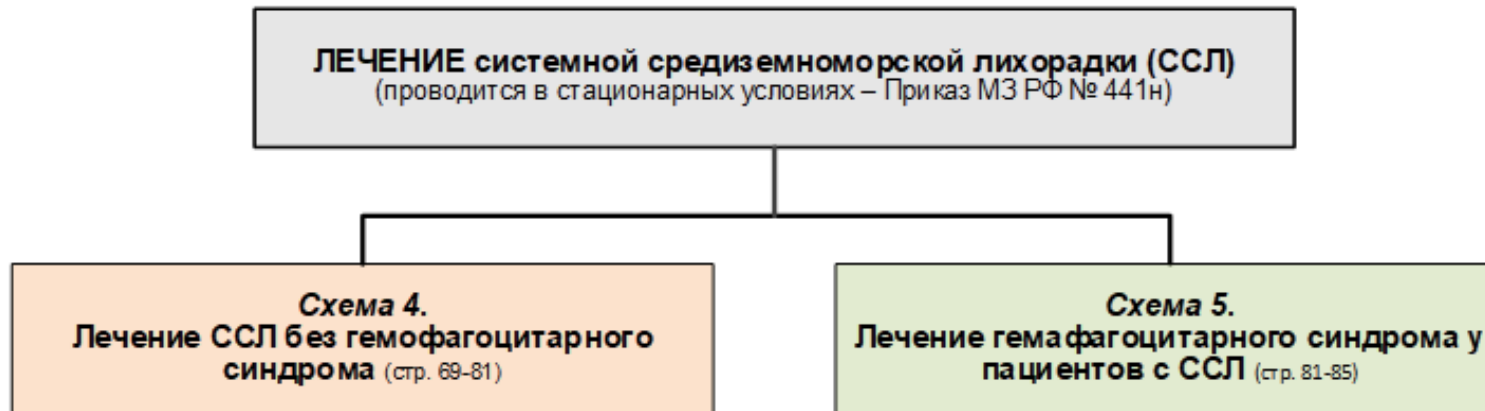 ЛЕЧЕНИЕ системной средиземноморской лихорадки (ССЛ)
(проводится в стационарных условиях – Приказ МЗ РФ № 441н)
Схема 4.
Лечение ССЛ без гемофагоцитарного
синдрома (стр. 69-81)
Схема 5.
Лечение гемафагоцитарного синдрома у
пациентов с ССЛ (стр. 81-85)